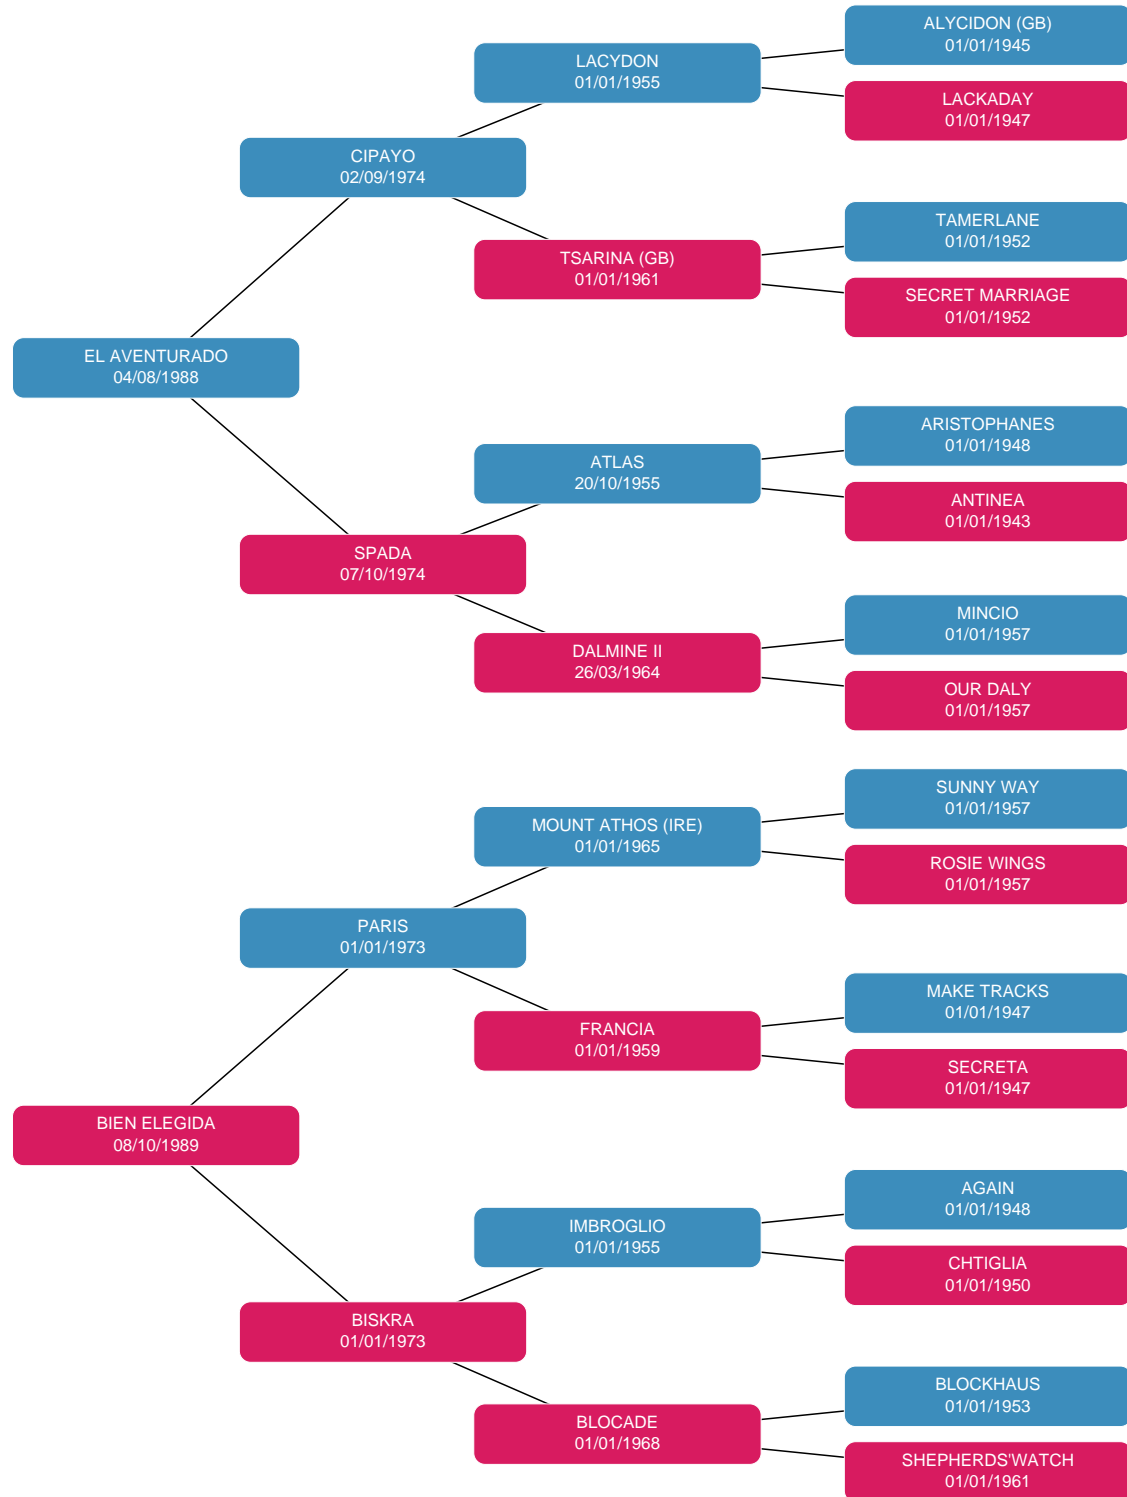 ALYCIDON (GB)
01/01/1945
LACYDON
01/01/1955
LACKADAY
01/01/1947
CIPAYO
02/09/1974
TAMERLANE
01/01/1952
TSARINA (GB)
01/01/1961
SECRET MARRIAGE
01/01/1952
EL AVENTURADO
04/08/1988
ARISTOPHANES
01/01/1948
ATLAS
20/10/1955
ANTINEA
01/01/1943
SPADA
07/10/1974
MINCIO
01/01/1957
DALMINE II
26/03/1964
OUR DALY
01/01/1957
SUNNY WAY
01/01/1957
MOUNT ATHOS (IRE)
01/01/1965
ROSIE WINGS
01/01/1957
PARIS
01/01/1973
MAKE TRACKS
01/01/1947
FRANCIA
01/01/1959
SECRETA
01/01/1947
BIEN ELEGIDA
08/10/1989
AGAIN
01/01/1948
IMBROGLIO
01/01/1955
CHTIGLIA
01/01/1950
BISKRA
01/01/1973
BLOCKHAUS
01/01/1953
BLOCADE
01/01/1968
SHEPHERDS'WATCH
01/01/1961